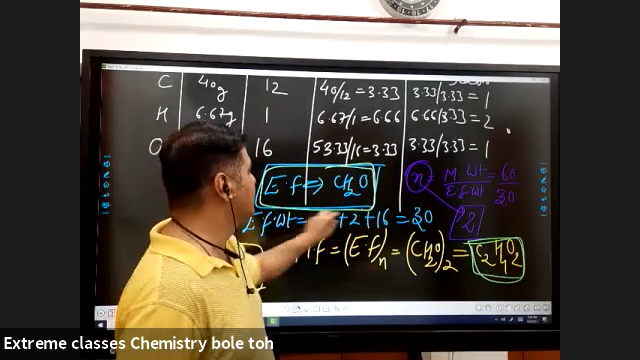 C 40g 12 40/12 = 3.33 3.33/3.33 = 1
H 6.67g 1 6.67/1 = 6.66 6.66/3.33 = 2
O 16 53.33/16 = 3.33 3.33/3.33 = 1
E.f ⇒ CH2O
n = M wt / E f wt = 60 / 30
2
E f wt = +2+16 = 30
f = (E.f)n = (CH2O)2 = C2H4O2
Extreme classes Chemistry bole toh